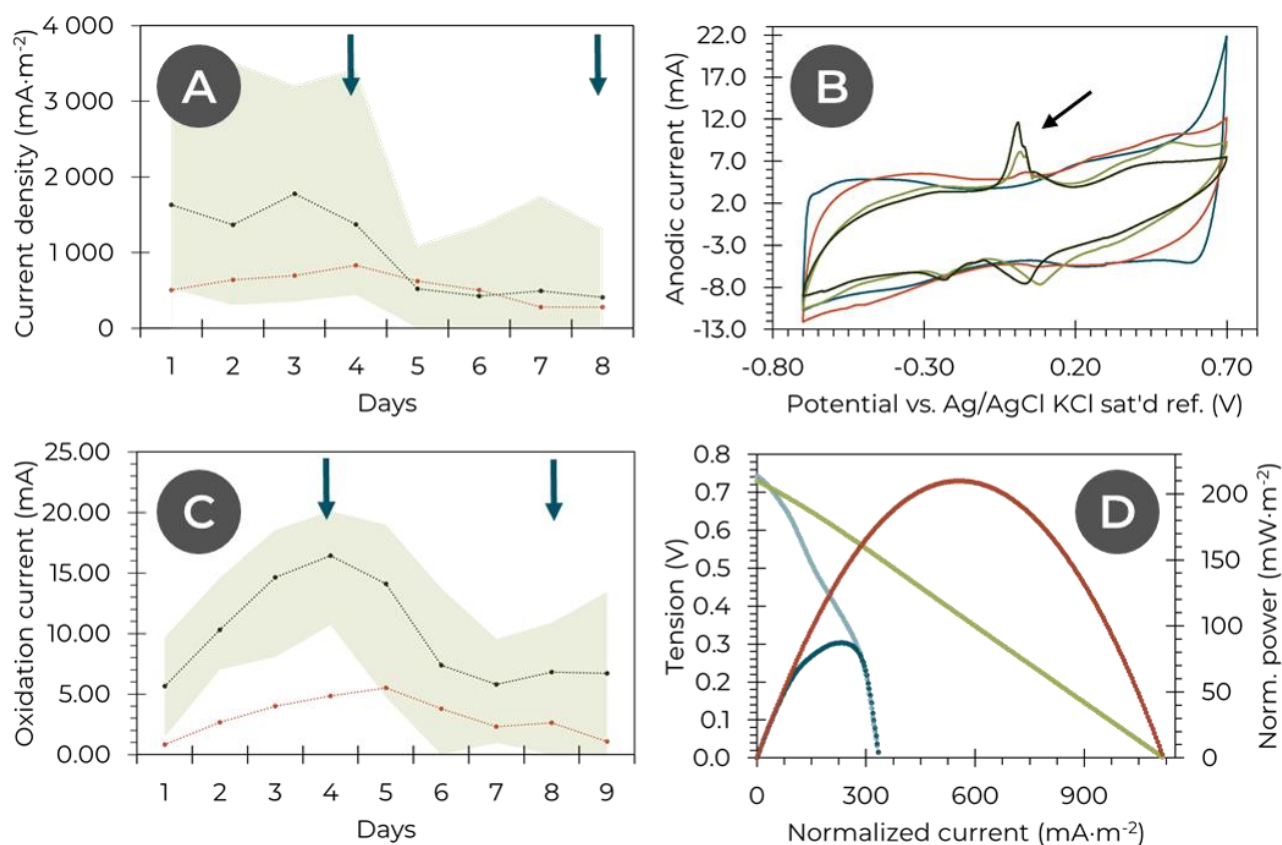 A
Current density (mA·m⁻²)
4 000
3 000
2 000
1 000
0
1 2 3 4 5 6 7 8
Days
B
Anodic current (mA)
22.0
17.0
12.0
7.0
2.0
-3.0
-8.0
-13.0
-0.80 -0.30 0.20 0.70
Potential vs. Ag/AgCl KCl sat'd ref. (V)
C
Oxidation current (mA)
25.00
20.00
15.00
10.00
5.00
0.00
1 2 3 4 5 6 7 8 9
Days
D
Tension (V)
0.8
0.7
0.6
0.5
0.4
0.3
0.2
0.1
0.0
0 300 600 900
Normalized current (mA·m⁻²)
200
150
100
50
0
Norm. power (mW·m⁻²)